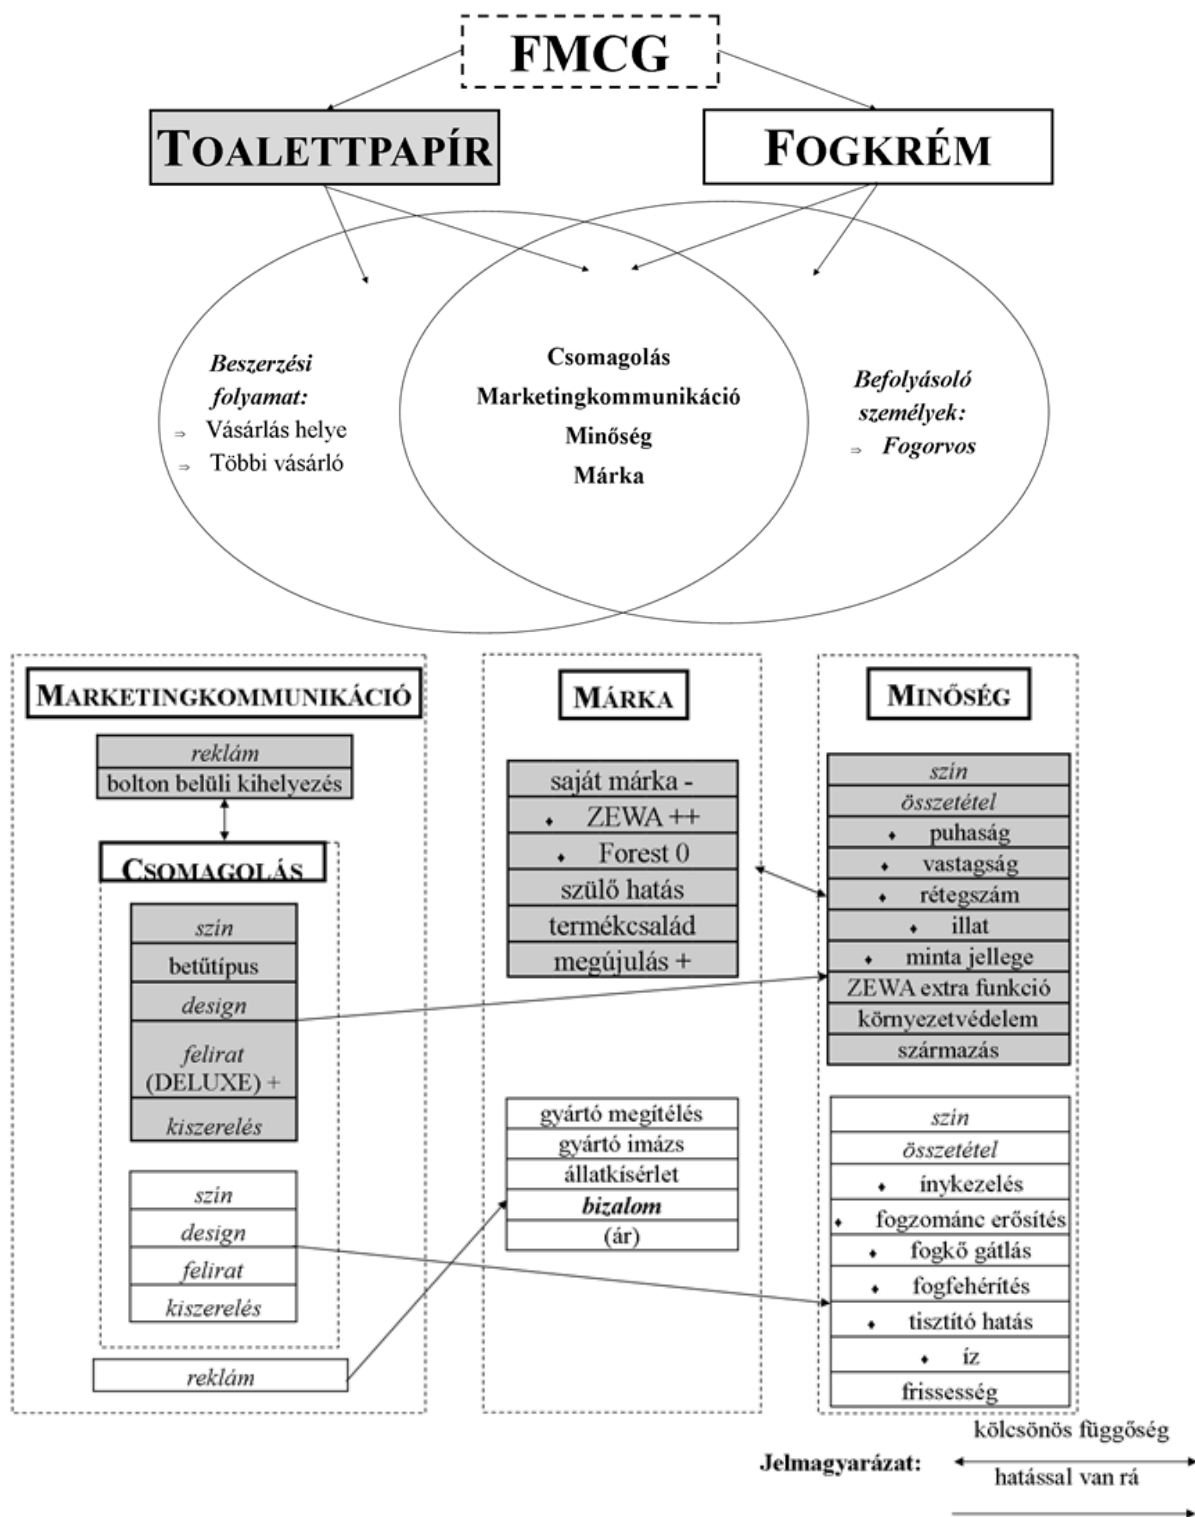 FMCG
TOALETTPAPÍR
FOGKRÉM
Beszerzési
folyamat:
⇒ Vásárlás helye
⇒ Többi vásárló
Csomagolás
Marketingkommunikáció
Minőség
Márka
Befolyásoló
személyek:
⇒ Fogorvos
MARKETINGKOMMUNIKÁCIÓ
reklám
bolton belüli kihelyezés
CSOMAGOLÁS
szín
betűtípus
design
felirat
(DELUXE) +
kiszerelés
szín
design
felirat
kiszerelés
reklám
MÁRKA
saját márka -
♦ ZEWA ++
♦ Forest 0
szülő hatás
termékcsalád
megújulás +
gyártó megítélés
gyártó imázs
állatkísérlet
bizalom
(ár)
MINŐSÉG
szín
összetétel
♦ puhaság
♦ vastagság
♦ rétegszám
♦ illat
♦ minta jellege
ZEWA extra funkció
környezetvédelem
származás
szín
összetétel
♦ ínykezelés
♦ fogzománc erősítés
♦ fogkő gátlás
♦ fogfehérítés
♦ tisztító hatás
♦ íz
frissesség
Jelmagyarázat:
kölcsönös függőség
hatással van rá